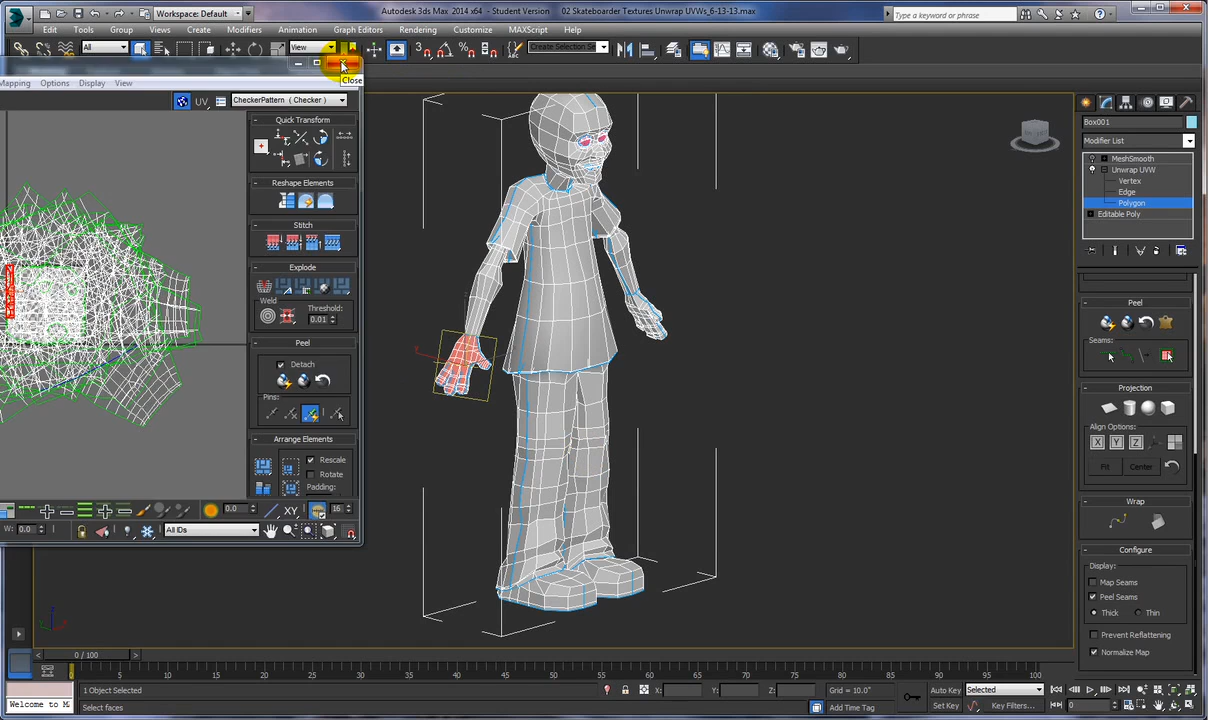 Workspace: Default
Autodesk 3ds Max 2014 x64 - Student Version
02 Skateboarder Textures Unwrap UVWs_6-13-13.max
Type a keyword or phrase
Edit Tools Group Views Create Modifiers Animation Graph Editors Rendering Customize MAXScript Help
All
View
Create Selection Se
Close
Mapping Options Display View
UV
CheckerPattern ( Checker )
Quick Transform
Reshape Elements
Stitch
Explode
Weld
Threshold:
0.01
Peel
Detach
Pins:
Arrange Elements
Rescale
Rotate
Padding:
0.0
XY
16
W: 0.0
All IDs
Box001
Modifier List
MeshSmooth
Unwrap UVW
Vertex
Edge
Polygon
Editable Poly
Peel
Seams:
Projection
Align Options:
X Y Z
Fit Center
Wrap
Configure
Display:
Map Seams
Peel Seams
Thick Thin
Prevent Reflattening
Normalize Map
0 / 100
0 5 10 15 20 25 30 35 40 45 50 55 60 65 70 75 80 85 90 95 100
1 Object Selected
X: Y: Z:
Grid = 10.0"
Auto Key
Selected
Welcome to M
Select faces
Add Time Tag
Set Key
Key Filters...
0